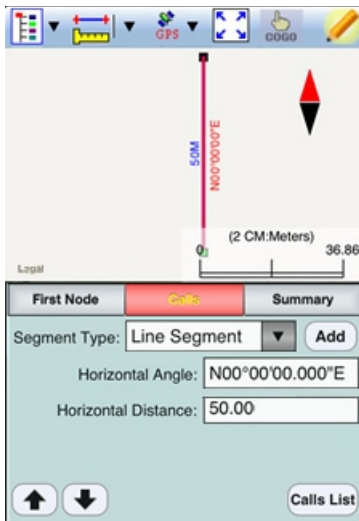 GPS
COGO
50M
N00°00'00"E
(2 CM:Meters)
0
36.86
Legal
First Node
Calls
Summary
Segment Type:
Line Segment
Add
Horizontal Angle:
N00°00'00.000"E
Horizontal Distance:
50.00
Calls List